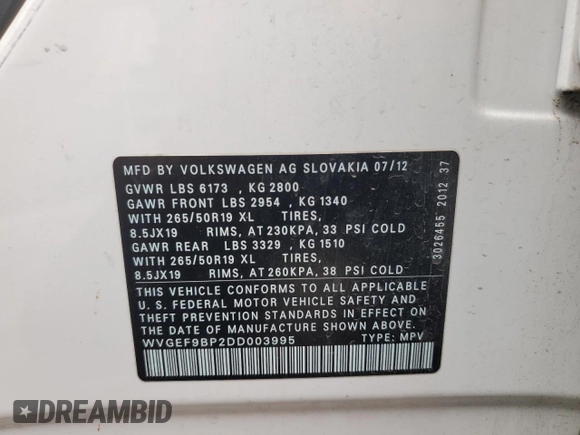 MFD BY VOLKSWAGEN AG SLOVAKIA 07/12
GVWR LBS 6173 , KG 2800
GAWR FRONT LBS 2954 , KG 1340
WITH 265/50R19 XL TIRES,
8.5JX19 RIMS, AT 230KPA, 33 PSI COLD
GAWR REAR LBS 3329 , KG 1510
WITH 265/50R19 XL TIRES,
8.5JX19 RIMS, AT 260KPA, 38 PSI COLD
THIS VEHICLE CONFORMS TO ALL APPLICABLE
U. S. FEDERAL MOTOR VEHICLE SAFETY AND
THEFT PREVENTION STANDARDS IN EFFECT ON
THE DATE OF MANUFACTURE SHOWN ABOVE.
WVGEF9BP2DD003995 TYPE: MPV
3026455 2012 37
DREAMBID